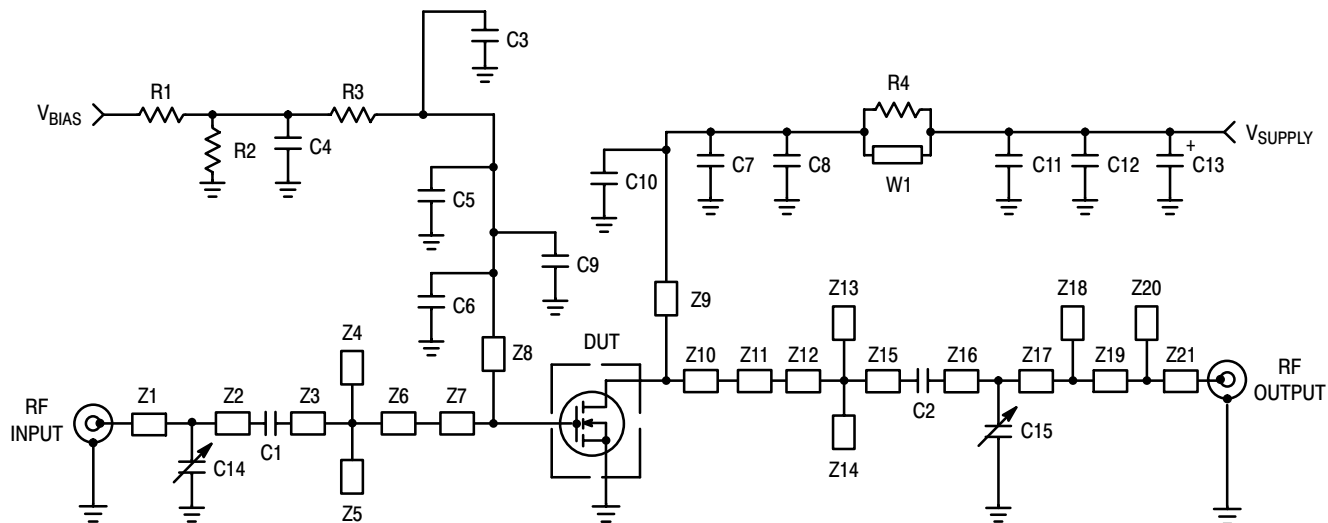 C3
R4
R1
R3
V_BIAS
V_SUPPLY
R2
C4
C7
C8
C11
C12
+
C13
W1
C10
C5
C9
C6
Z9
Z13
Z18
Z20
Z4
Z8
DUT
Z10
Z11
Z12
Z15
Z16
Z17
Z19
Z21
RF
OUTPUT
C2
RF
INPUT
Z1
Z2
Z3
Z6
Z7
C1
C14
C15
Z14
Z5